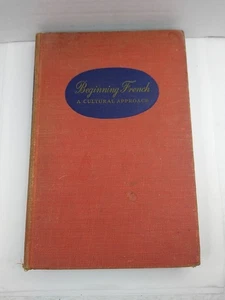 Beginning French
A CULTURAL APPROACH